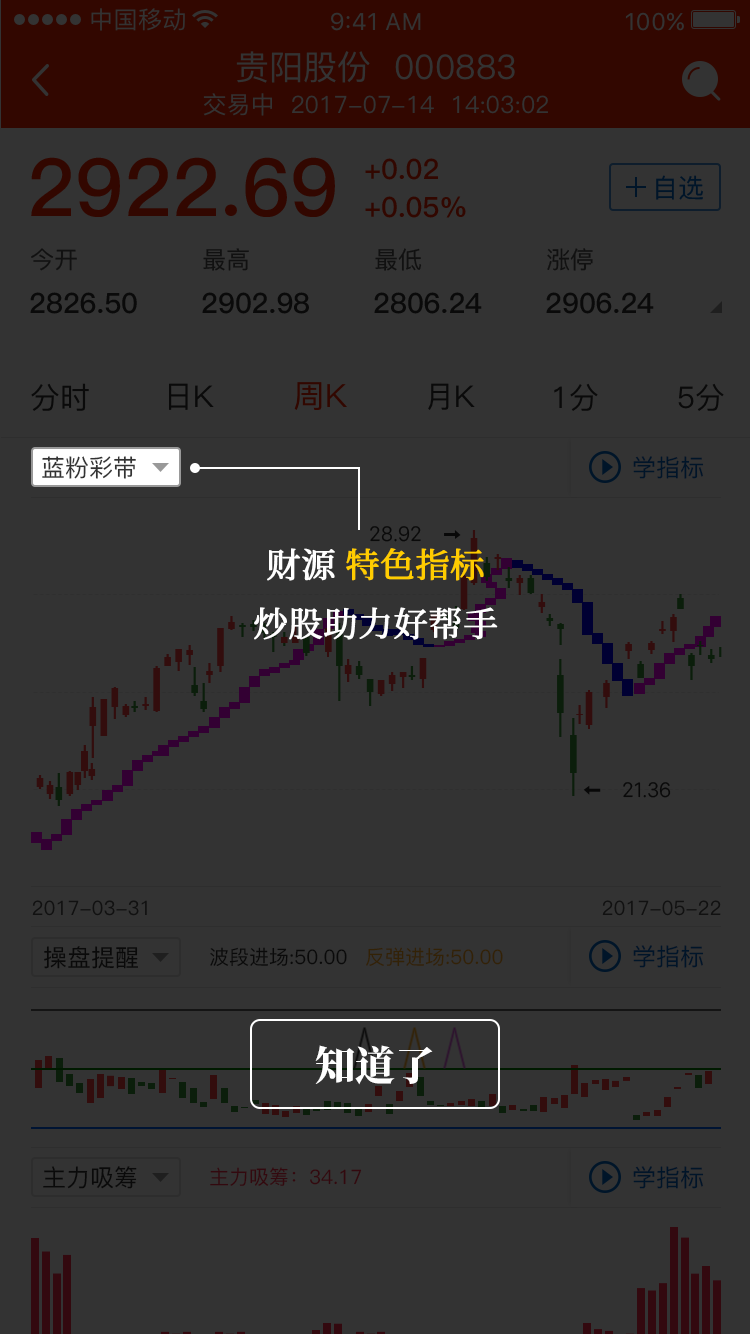 中国移动 9:41 AM 100%
贵阳股份 000883
交易中 2017-07-14 14:03:02
2922.69 +0.02
+0.05%
+自选
今开 最高 最低 涨停
2826.50 2902.98 2806.24 2906.24
分时 日K 周K 月K 1分 5分
蓝粉彩带 学指标
28.92
财源 特色指标
炒股助力好帮手
21.36
2017-03-31 2017-05-22
操盘提醒 波段进场:50.00 反弹进场:50.00 学指标
知道了
主力吸筹 主力吸筹: 34.17 学指标